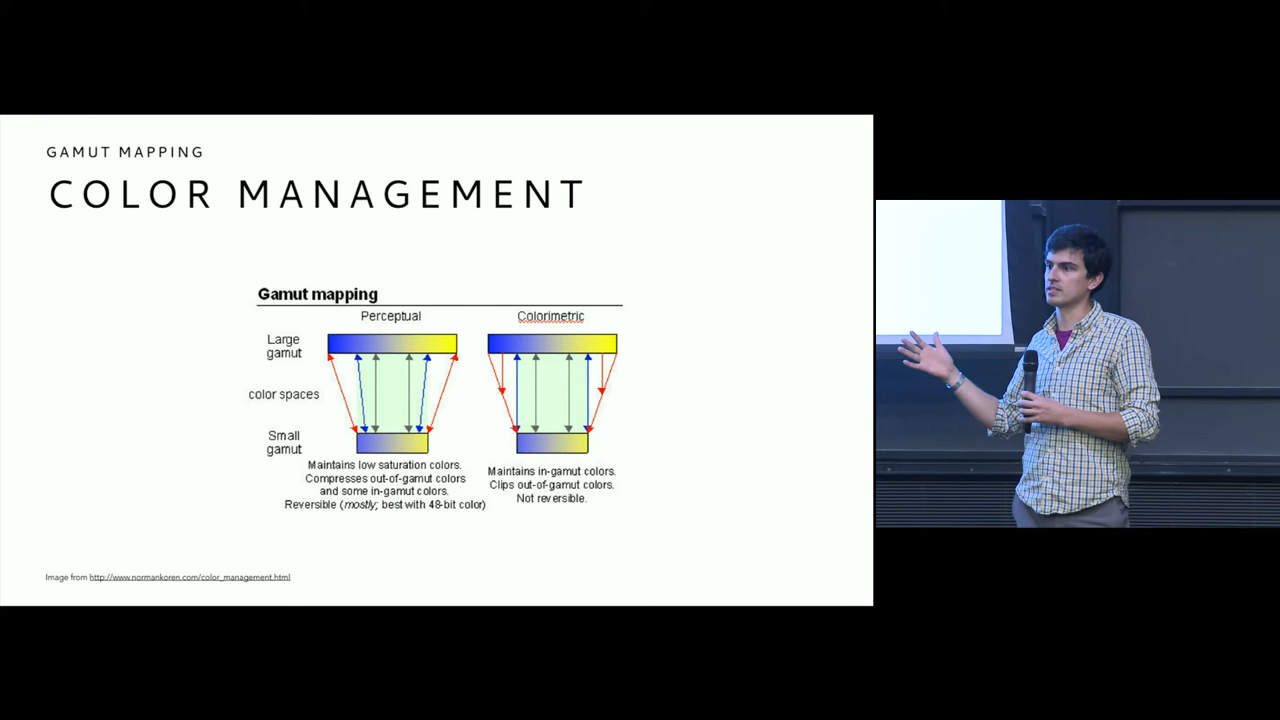 GAMUT MAPPING
COLOR MANAGEMENT
Gamut mapping
Perceptual
Colorimetric
Large
gamut
color spaces
Small
gamut
Maintains low saturation colors.
Compresses out-of-gamut colors
and some in-gamut colors.
Reversible (mostly; best with 48-bit color)
Maintains in-gamut colors.
Clips out-of-gamut colors.
Not reversible.
Image from http://www.normankoren.com/color_management.html